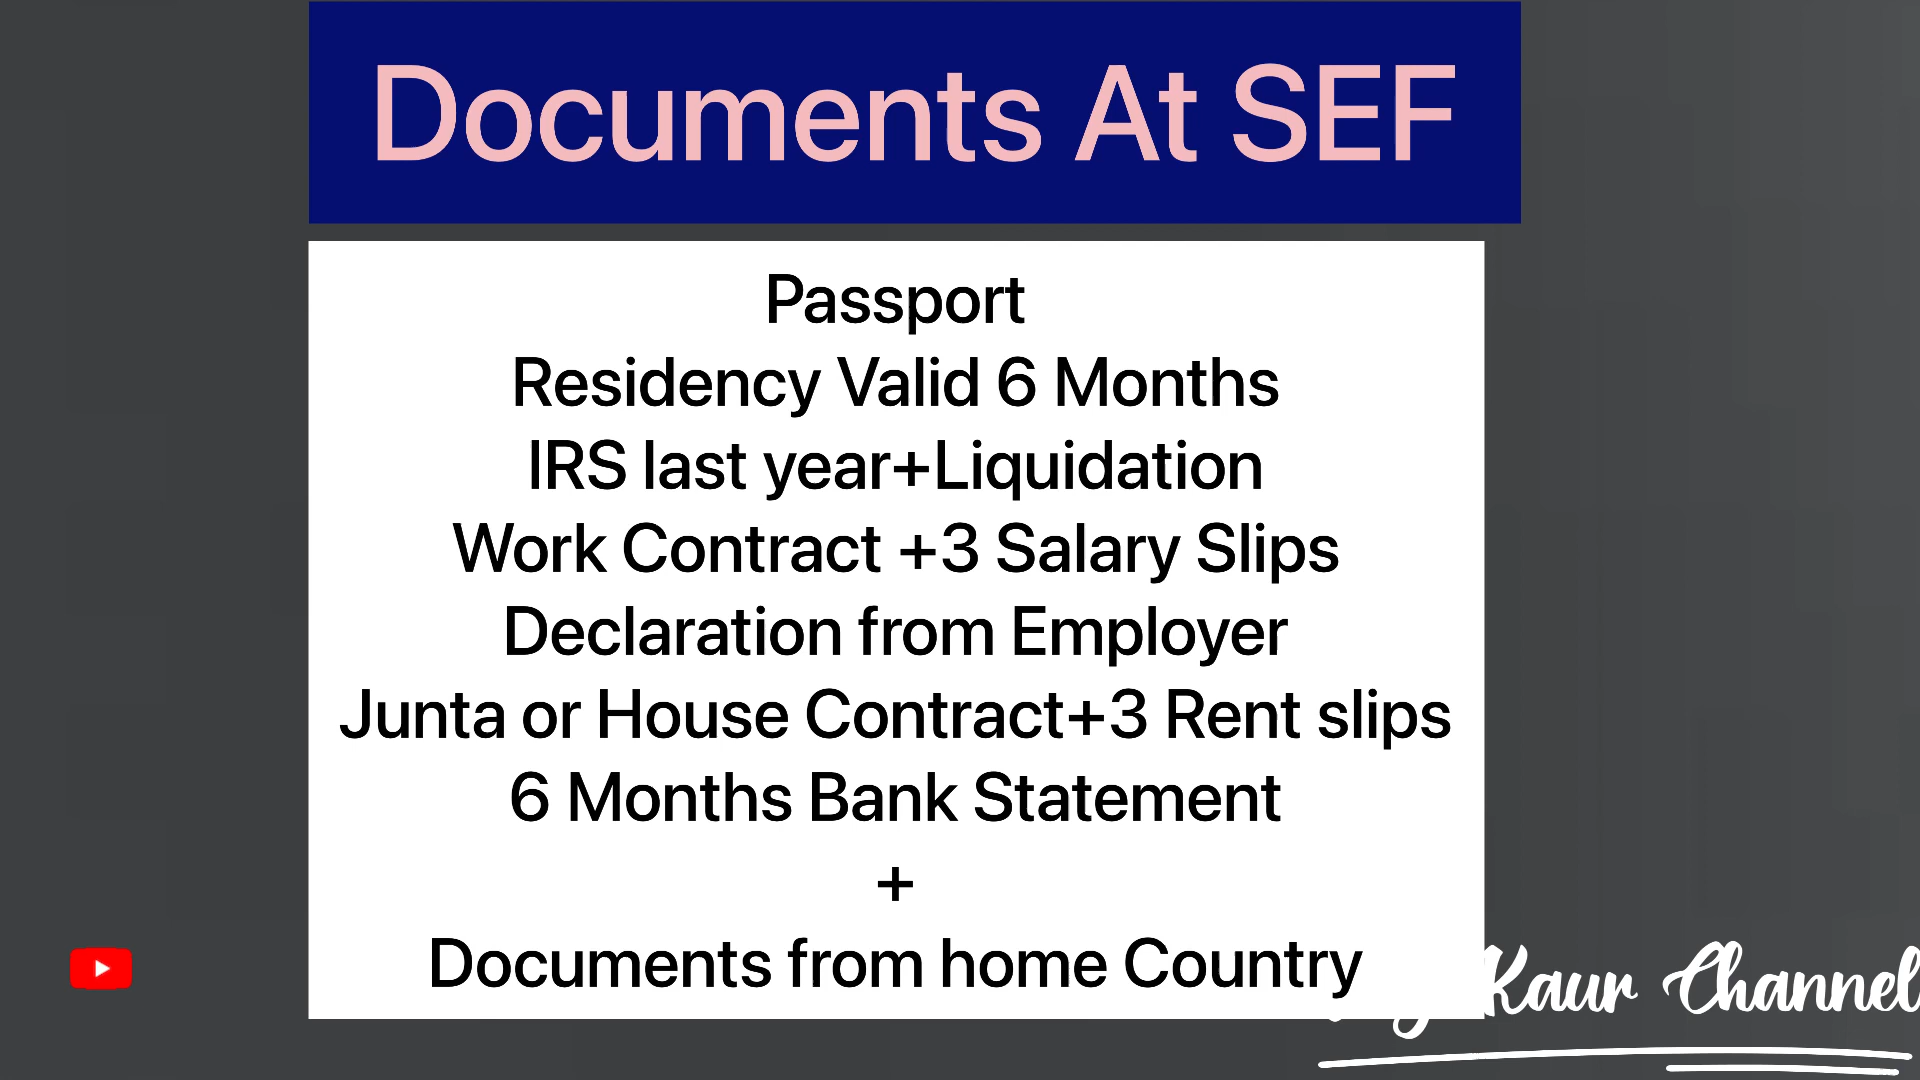 Documents At SEF
Passport
Residency Valid 6 Months
IRS last year+Liquidation
Work Contract +3 Salary Slips
Declaration from Employer
Junta or House Contract+3 Rent slips
6 Months Bank Statement
+
Documents from home Country
Kaur Channel